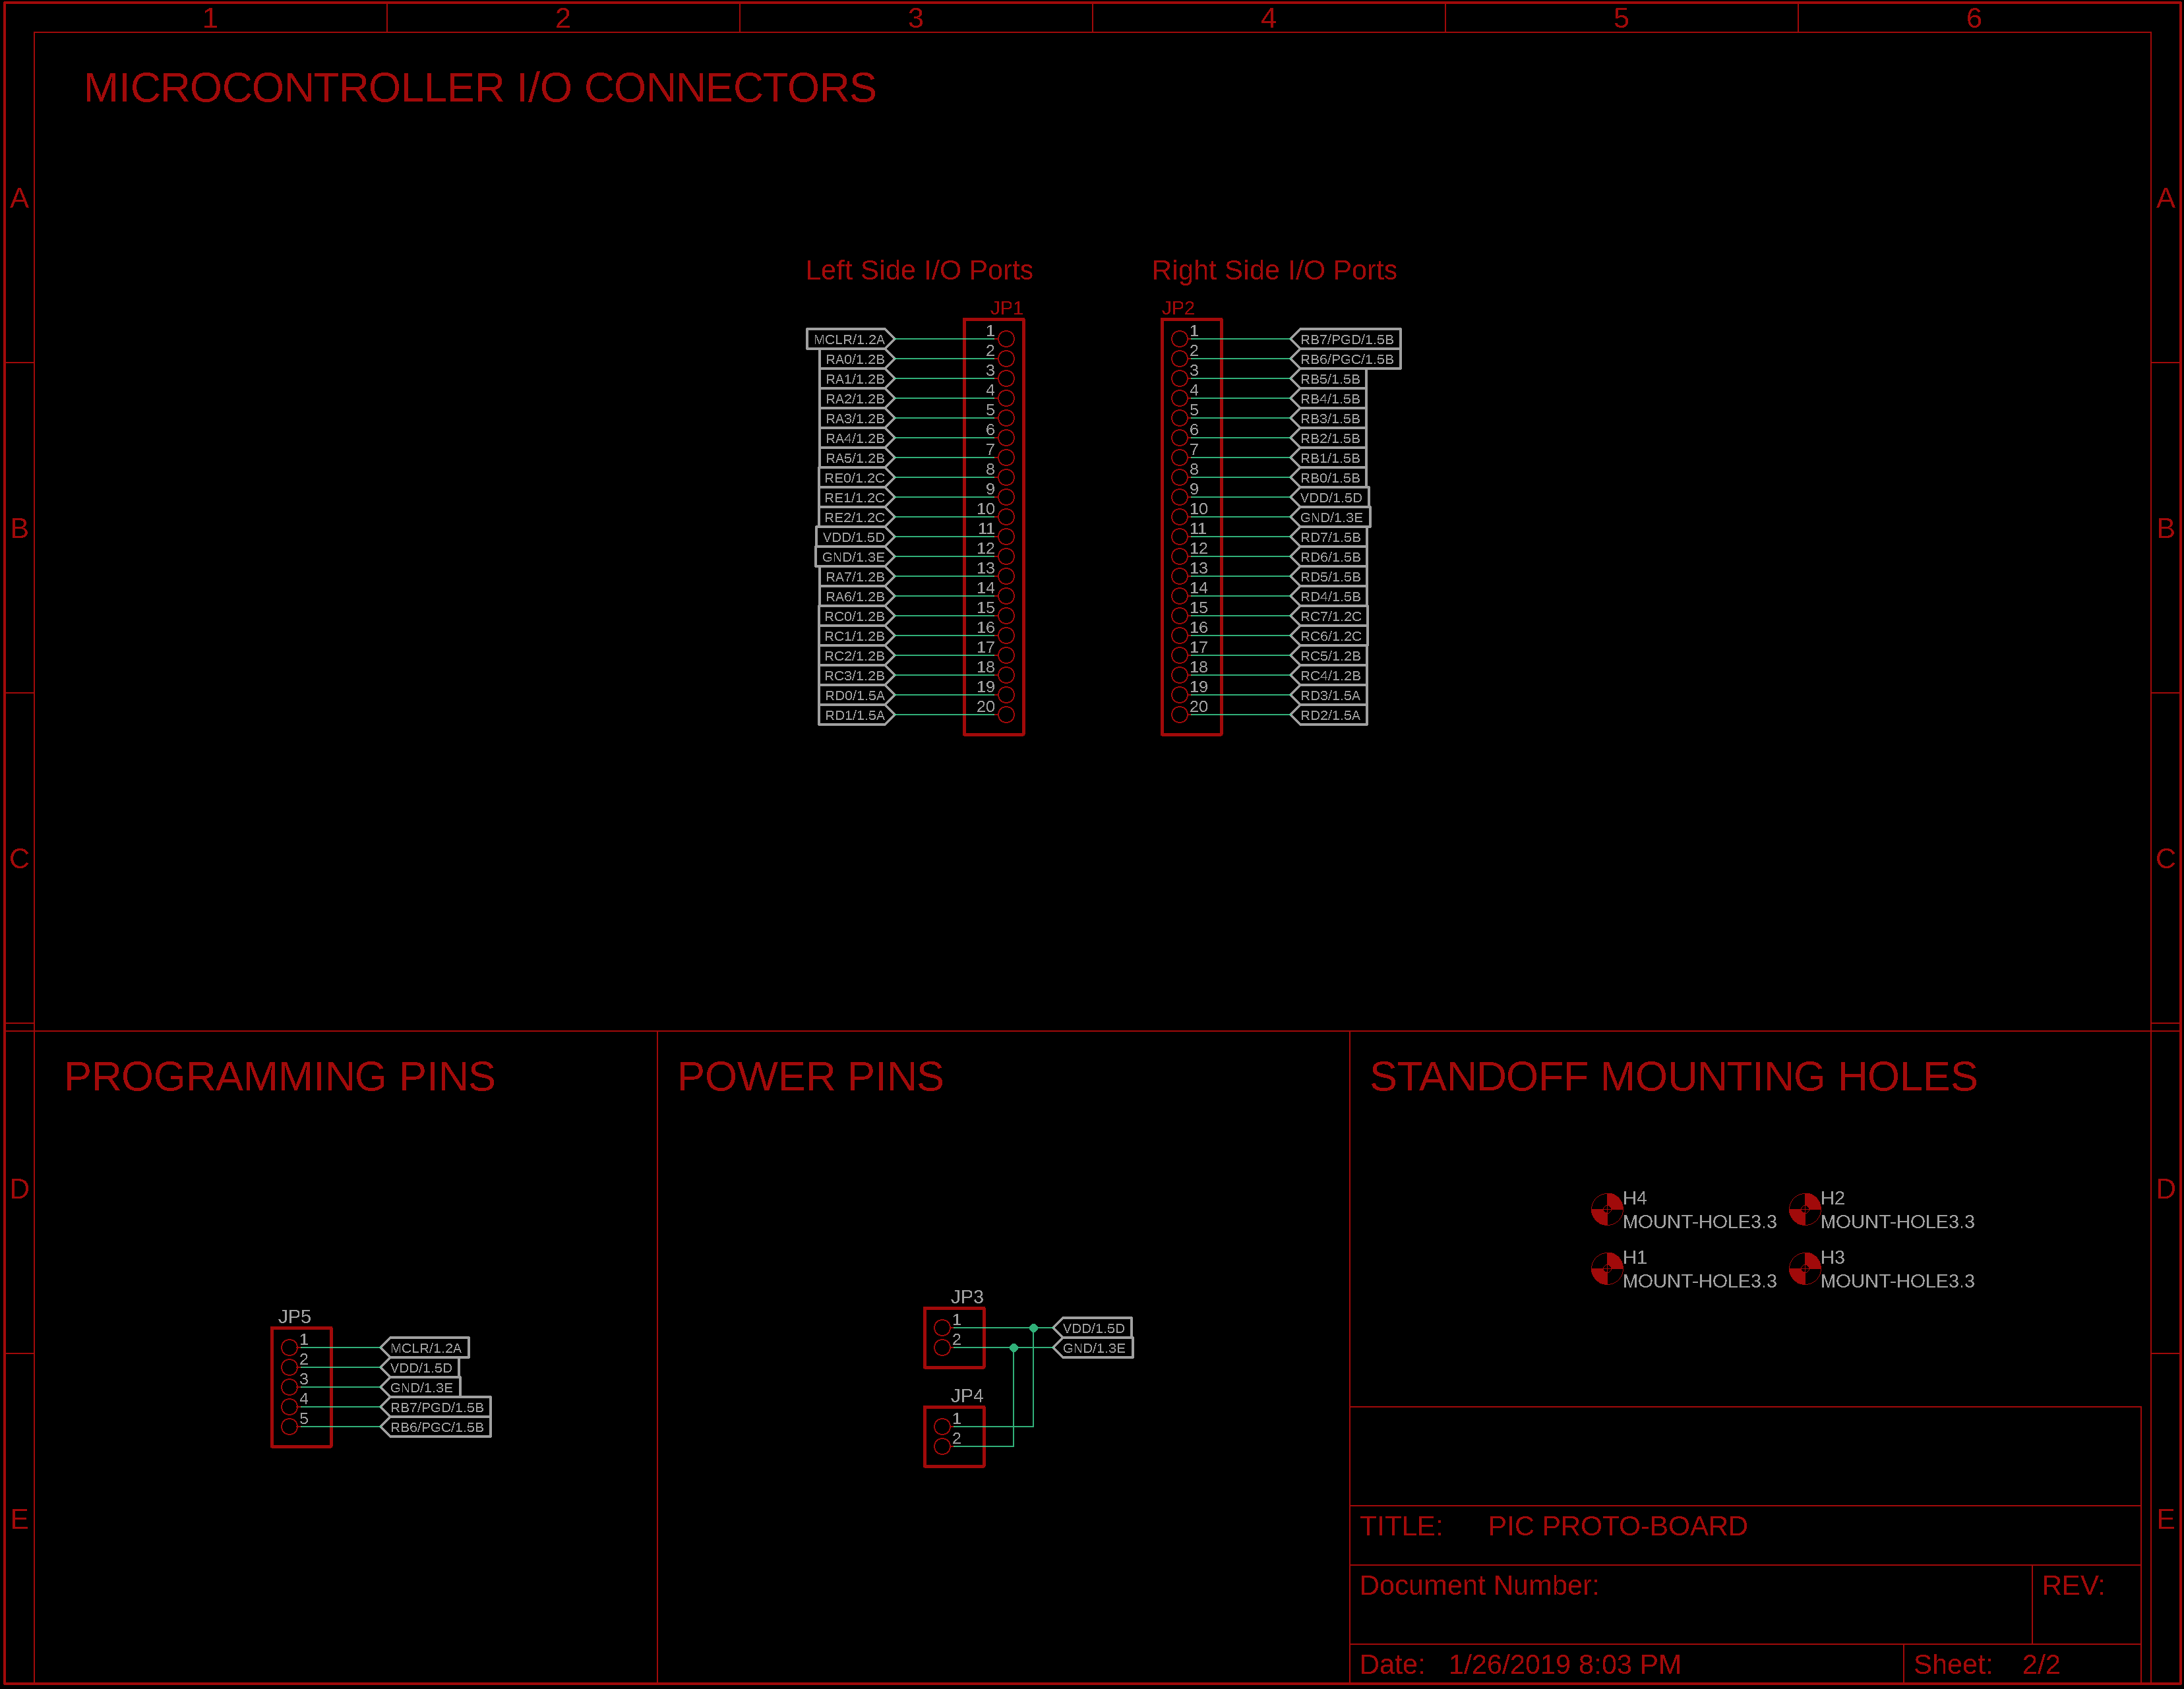 1 2 3 4 5 6
MICROCONTROLLER I/O CONNECTORS
A A
Left Side I/O Ports Right Side I/O Ports
JP1 JP2
MCLR/1.2A 1 1 RB7/PGD/1.5B
RA0/1.2B 2 2 RB6/PGC/1.5B
RA1/1.2B 3 3 RB5/1.5B
RA2/1.2B 4 4 RB4/1.5B
RA3/1.2B 5 5 RB3/1.5B
RA4/1.2B 6 6 RB2/1.5B
RA5/1.2B 7 7 RB1/1.5B
RE0/1.2C 8 8 RB0/1.5B
RE1/1.2C 9 9 VDD/1.5D
RE2/1.2C 10 10 GND/1.3E
B B
VDD/1.5D 11 11 RD7/1.5B
GND/1.3E 12 12 RD6/1.5B
RA7/1.2B 13 13 RD5/1.5B
RA6/1.2B 14 14 RD4/1.5B
RC0/1.2B 15 15 RC7/1.2C
RC1/1.2B 16 16 RC6/1.2C
RC2/1.2B 17 17 RC5/1.2B
RC3/1.2B 18 18 RC4/1.2B
RD0/1.5A 19 19 RD3/1.5A
RD1/1.5A 20 20 RD2/1.5A
C C
PROGRAMMING PINS POWER PINS STANDOFF MOUNTING HOLES
D D
H4 H2
MOUNT-HOLE3.3 MOUNT-HOLE3.3
H1 H3
MOUNT-HOLE3.3 MOUNT-HOLE3.3
JP5
1 MCLR/1.2A
2 VDD/1.5D
3 GND/1.3E
4 RB7/PGD/1.5B
5 RB6/PGC/1.5B
JP3
1 VDD/1.5D
2 GND/1.3E
JP4
1
2
E E
TITLE: PIC PROTO-BOARD
Document Number: REV:
Date: 1/26/2019 8:03 PM Sheet: 2/2